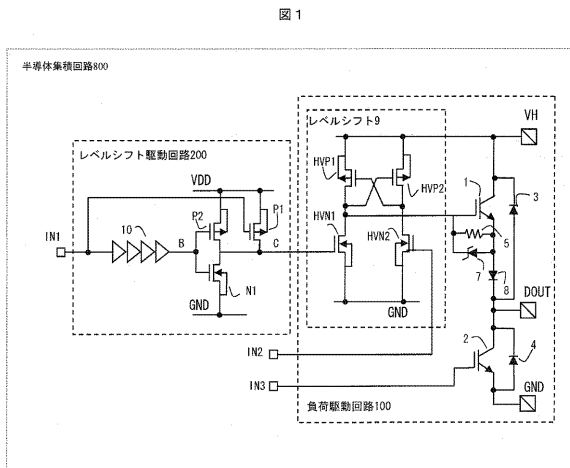 図1
半導体集積回路800
レベルシフト駆動回路200
VDD
P2
P1
IN1
10
B
C
N1
GND
レベルシフト9
HVP1
HVP2
HVN1
HVN2
GND
IN2
IN3
VH
1
3
5
7
8
DOUT
2
4
GND
負荷駆動回路100